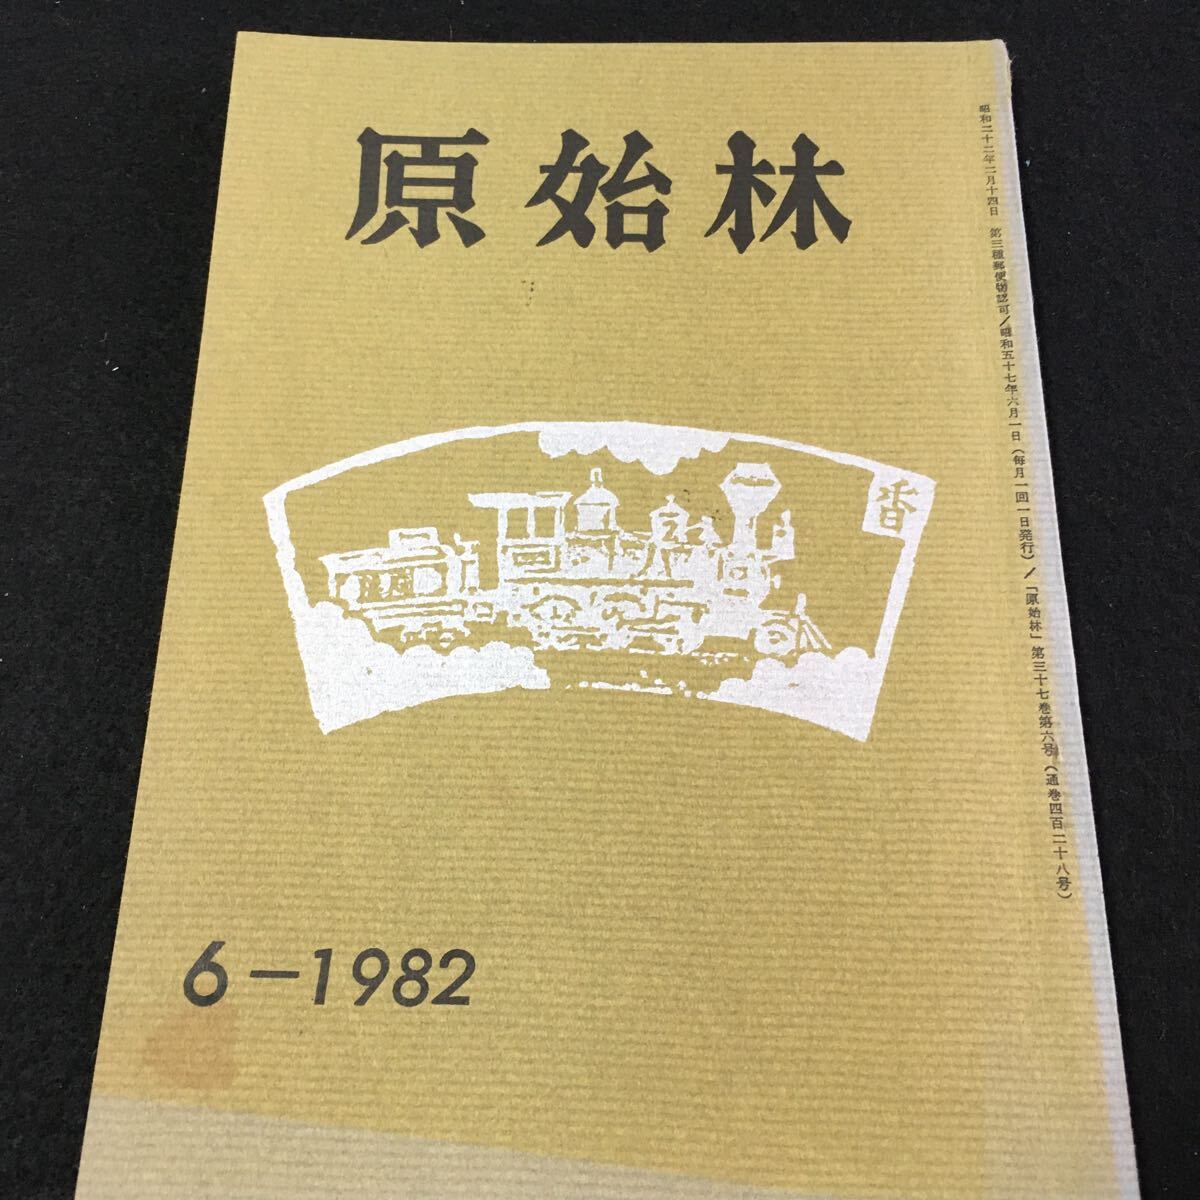 原始林
昭和二十二年二月十四日 第三種郵便物認可/昭和五十七年六月一日(毎月一回一日発行)/「原始林」第三十七巻第六号(通巻四百二十八号)
香
6-1982